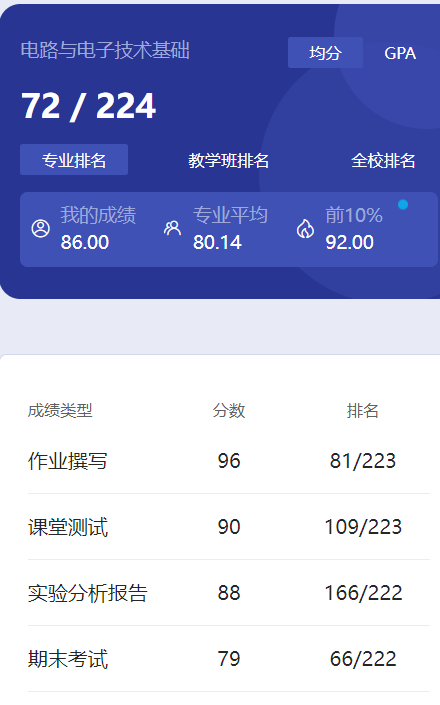 电路与电子技术基础
均分 GPA
72 / 224
专业排名 教学班排名 全校排名
我的成绩 专业平均 前10%
86.00 80.14 92.00
成绩类型 分数 排名
作业撰写 96 81/223
课堂测试 90 109/223
实验分析报告 88 166/222
期末考试 79 66/222